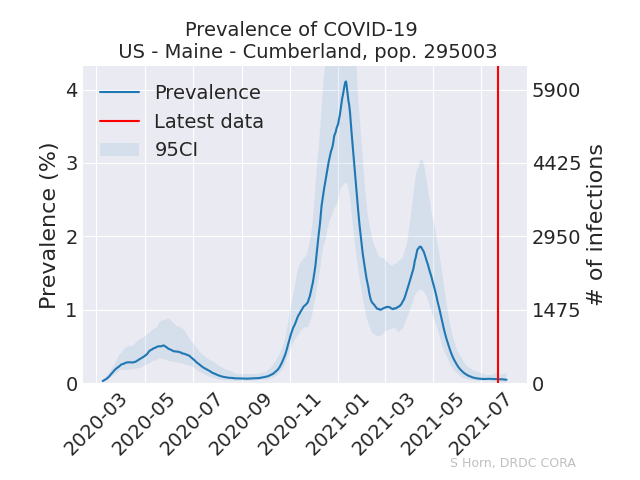 Prevalence of COVID-19
US - Maine - Cumberland, pop. 295003
Prevalence
Latest data
95CI
Prevalence (%)
4
3
2
1
0
5900
4425
2950
1475
0
# of infections
2020-03
2020-05
2020-07
2020-09
2020-11
2021-01
2021-03
2021-05
2021-07
S Horn, DRDC CORA